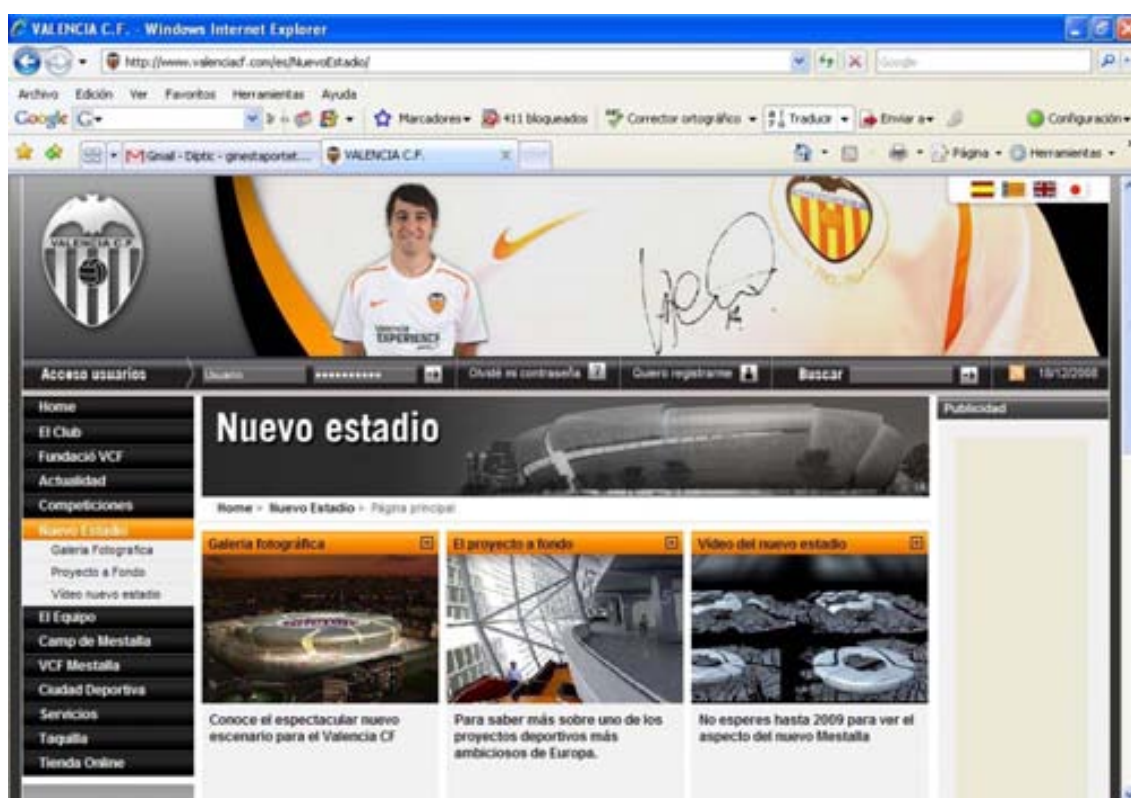 VALENCIA C.F. - Windows Internet Explorer
http://www.valenciacf.com/es/NuevoEstadio/
Google
Archivo Edición Ver Favoritos Herramientas Ayuda
Google G Marcadores 411 bloqueados Corrector ortográfico Traducir Enviar a Configuración
Gmail - Díptic - ginestaportet... VALENCIA C.F. Página Herramientas
VALENCIA C.F
VALENCIA EXPERIENCE
Acceso usuarios Usuario •••••••••• Olvidé mi contraseña ? Quiero registrarme Buscar 18/12/2008
Home
El Club
Fundació VCF
Actualidad
Competiciones
Nuevo Estadio
Galería Fotográfica
Proyecto a Fondo
Vídeo nuevo estadio
El Equipo
Camp de Mestalla
VCF Mestalla
Ciudad Deportiva
Servicios
Taquilla
Tienda Online
Nuevo estadio
Home > Nuevo Estadio > Página principal
Galería fotográfica
Conoce el espectacular nuevo
escenario para el Valencia CF
El proyecto a fondo
Para saber más sobre uno de los
proyectos deportivos más
ambiciosos de Europa.
Vídeo del nuevo estadio
No esperes hasta 2009 para ver el
aspecto del nuevo Mestalla
Publicidad